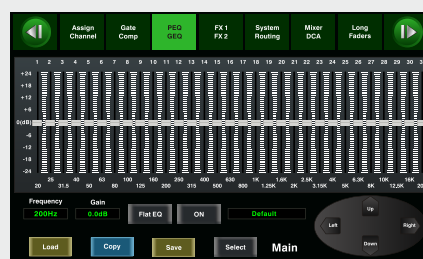 Assign Channel
Gate Comp
PEQ GEQ
FX 1 FX 2
System Routing
Mixer DCA
Long Faders
1 2 3 4 5 6 7 8 9 10 11 12 13 14 15 16 17 18 19 20 21 22 23 24 25 26 27 28 29 30
+24
+18
+12
+6
0(dB)
-6
-12
-18
-24
25 40 63 100 160 250 400 630 1K 1.6K 2.5K 4K 6.3K 10K 16K
20 31.5 50 80 125 200 315 500 800 1.25K 2K 3.15K 5K 8K 12.5K 20
Frequency
Gain
200Hz
0.0dB
Flat EQ
ON
Default
Up
Left
Right
Down
Load
Copy
Save
Select
Main